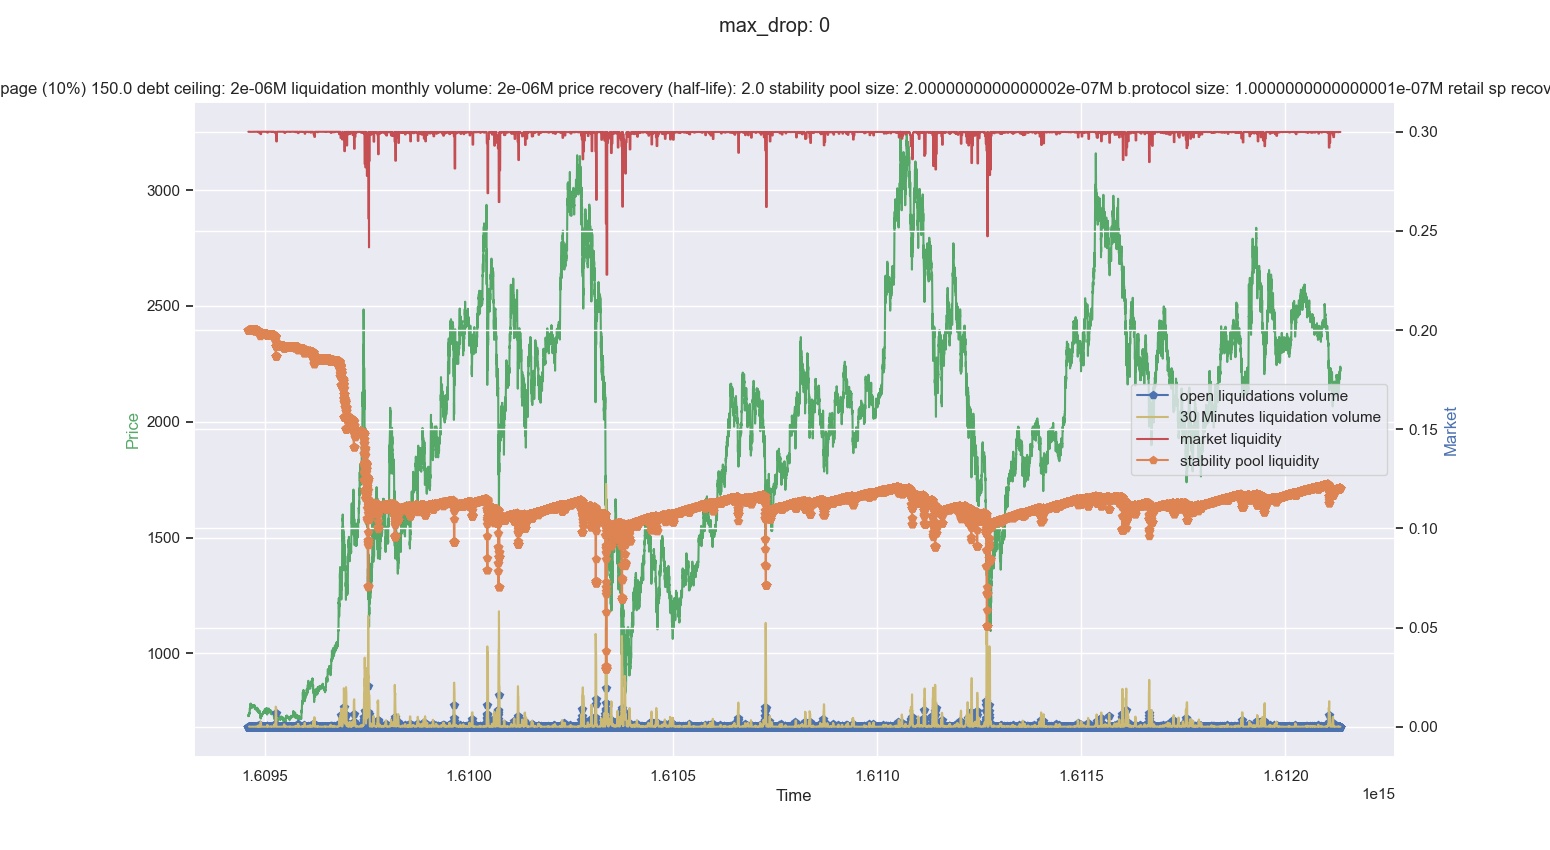 max_drop: 0
page (10%) 150.0 debt ceiling: 2e-06M liquidation monthly volume: 2e-06M price recovery (half-life): 2.0 stability pool size: 2.0000000000000002e-07M b.protocol size: 1.0000000000000001e-07M retail sp recov
3000
2500
2000
1500
1000
Price
0.30
0.25
0.20
0.15
0.10
0.05
0.00
Market
open liquidations volume
30 Minutes liquidation volume
market liquidity
stability pool liquidity
1.6095
1.6100
1.6105
1.6110
1.6115
1.6120
1e15
Time